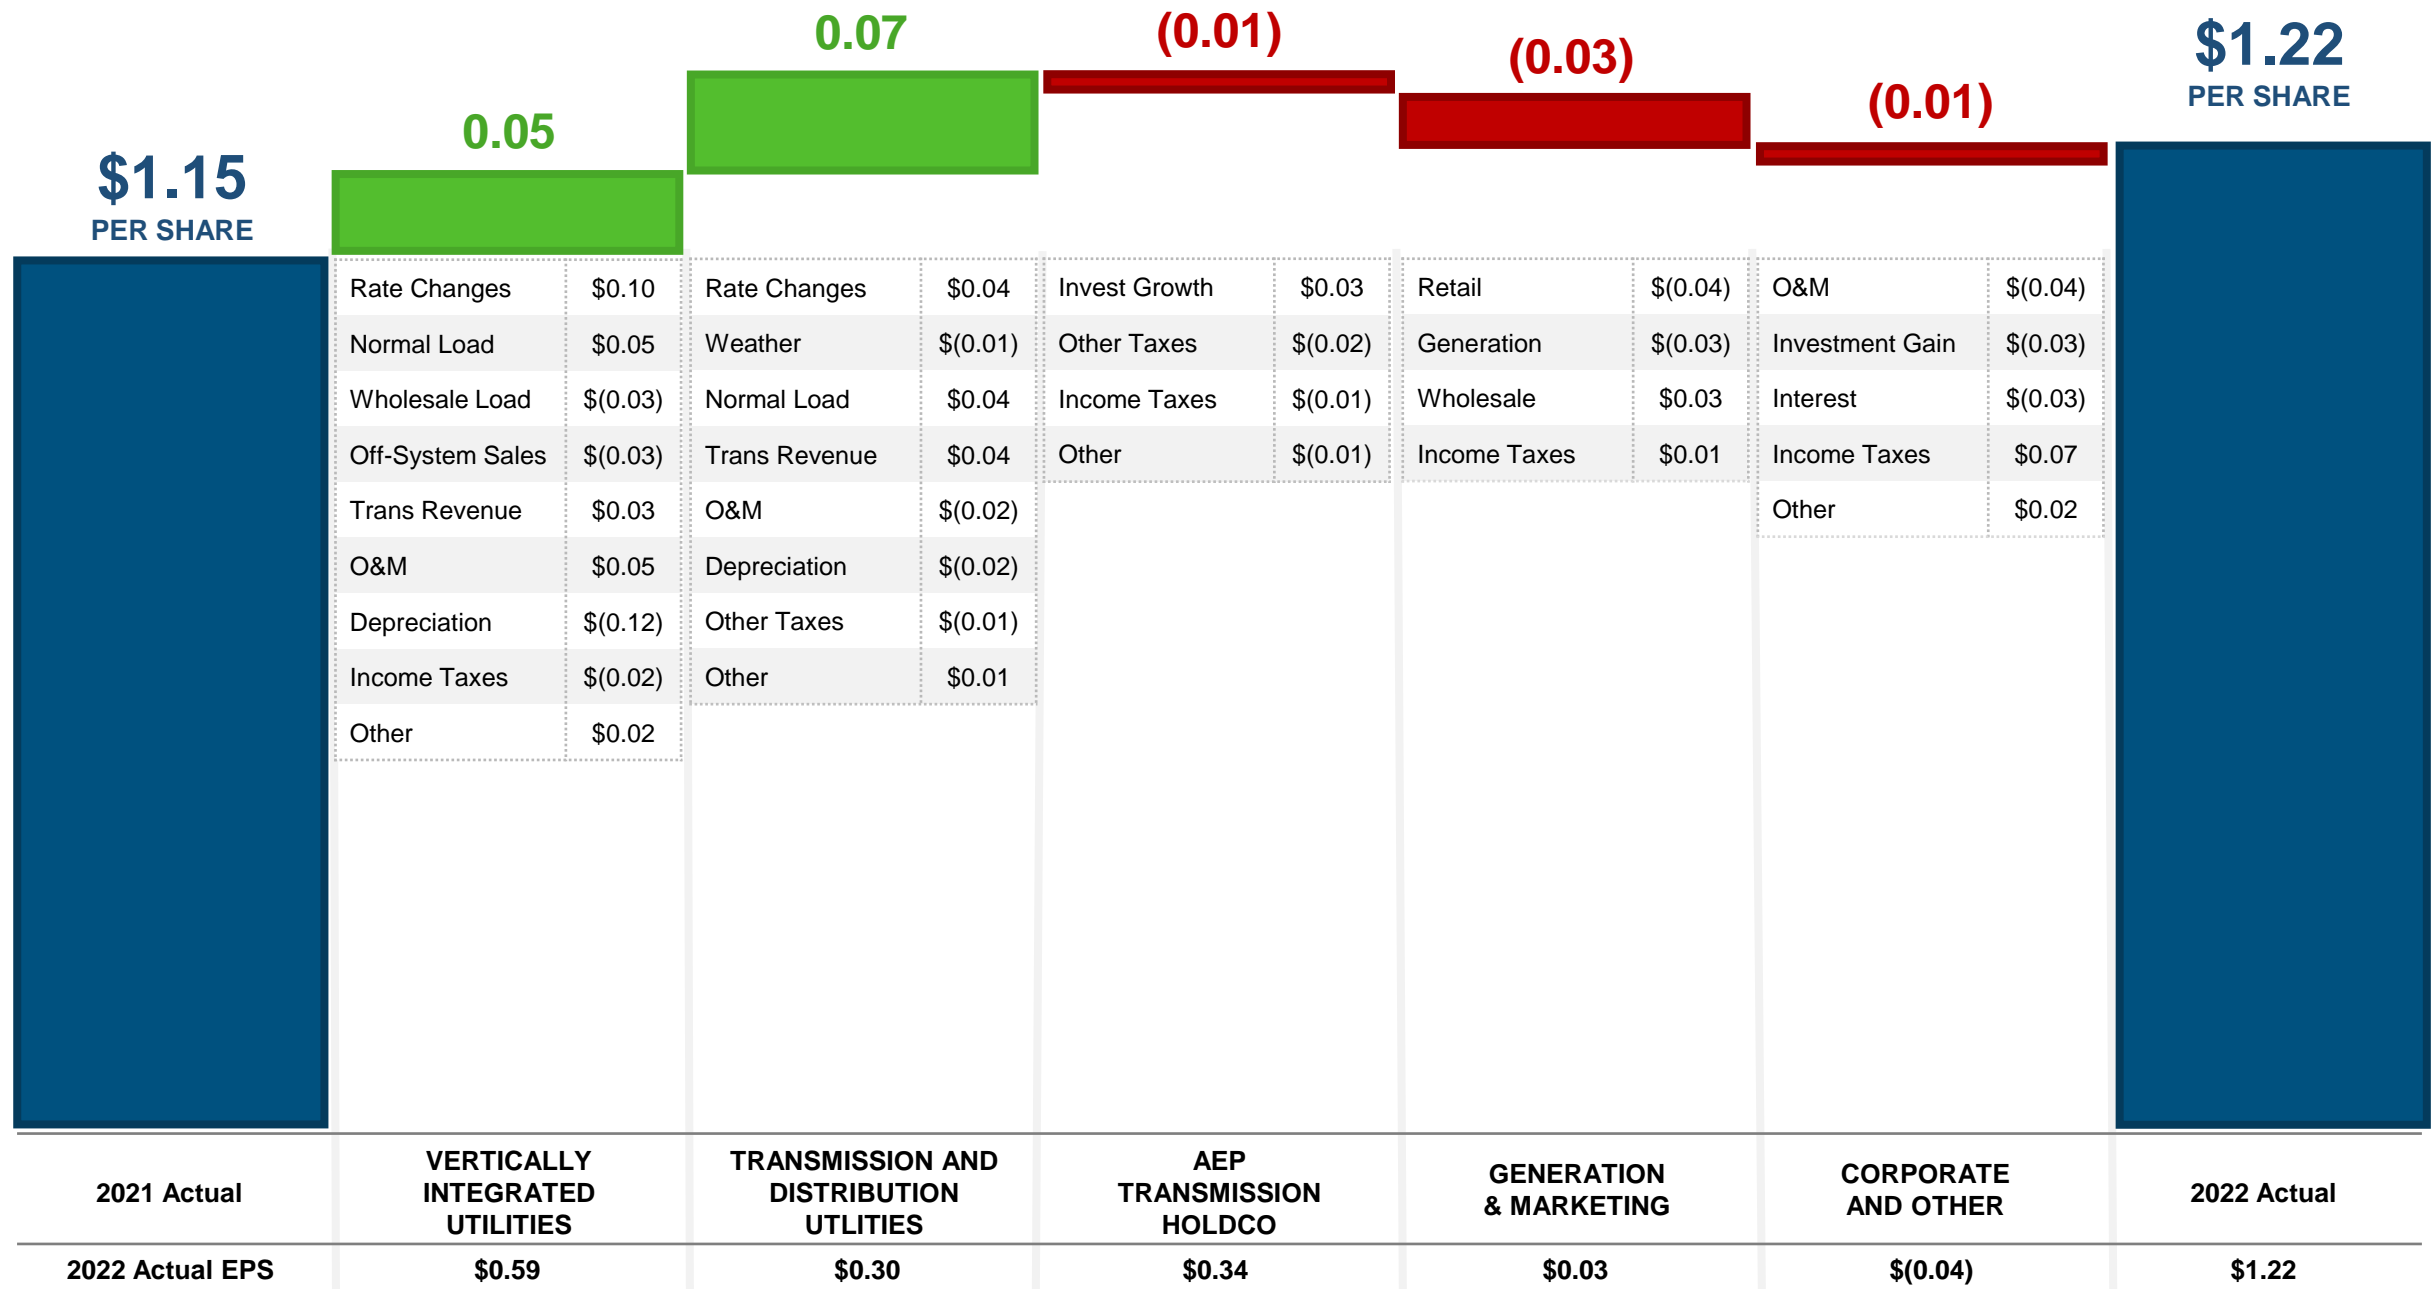 $1.15
PER SHARE
0.05
0.07
(0.01)
(0.03)
(0.01)
$1.22
PER SHARE
Rate Changes $0.10
Normal Load $0.05
Wholesale Load $(0.03)
Off-System Sales $(0.03)
Trans Revenue $0.03
O&M $0.05
Depreciation $(0.12)
Income Taxes $(0.02)
Other $0.02
Rate Changes $0.04
Weather $(0.01)
Normal Load $0.04
Trans Revenue $0.04
O&M $(0.02)
Depreciation $(0.02)
Other Taxes $(0.01)
Other $0.01
Invest Growth $0.03
Other Taxes $(0.02)
Income Taxes $(0.01)
Other $(0.01)
Retail $(0.04)
Generation $(0.03)
Wholesale $0.03
Income Taxes $0.01
O&M $(0.04)
Investment Gain $(0.03)
Interest $(0.03)
Income Taxes $0.07
Other $0.02
2021 Actual
VERTICALLY
INTEGRATED
UTILITIES
TRANSMISSION AND
DISTRIBUTION
UTLITIES
AEP
TRANSMISSION
HOLDCO
GENERATION
& MARKETING
CORPORATE
AND OTHER
2022 Actual
2022 Actual EPS $0.59 $0.30 $0.34 $0.03 $(0.04) $1.22